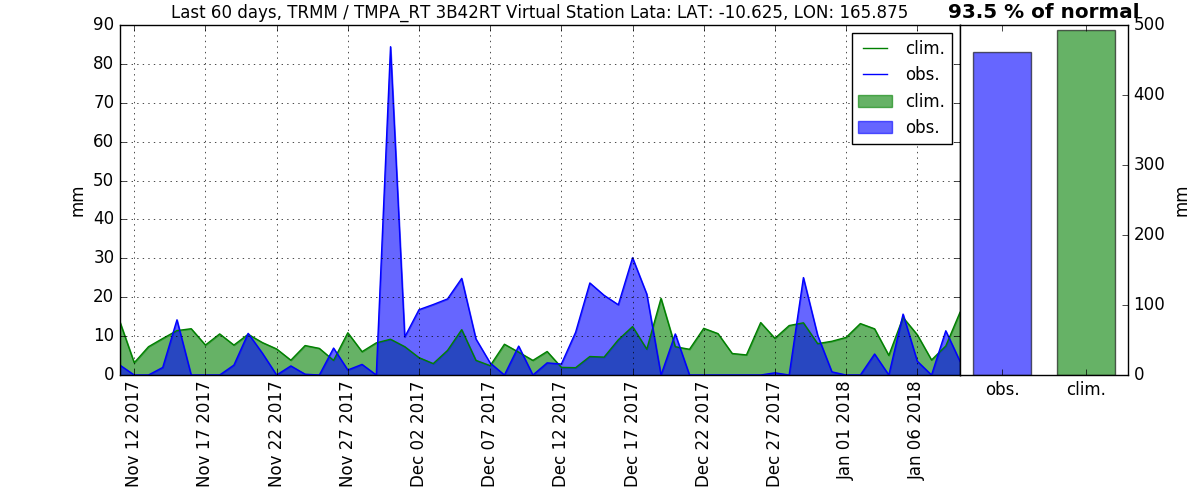 Last 60 days, TRMM / TMPA_RT 3B42RT Virtual Station Lata: LAT: -10.625, LON: 165.875
93.5 % of normal
90
80
70
60
50
40
30
20
10
0
mm
clim.
obs.
clim.
obs.
500
400
300
200
100
0
mm
obs.
clim.
Nov 12 2017
Nov 17 2017
Nov 22 2017
Nov 27 2017
Dec 02 2017
Dec 07 2017
Dec 12 2017
Dec 17 2017
Dec 22 2017
Dec 27 2017
Jan 01 2018
Jan 06 2018